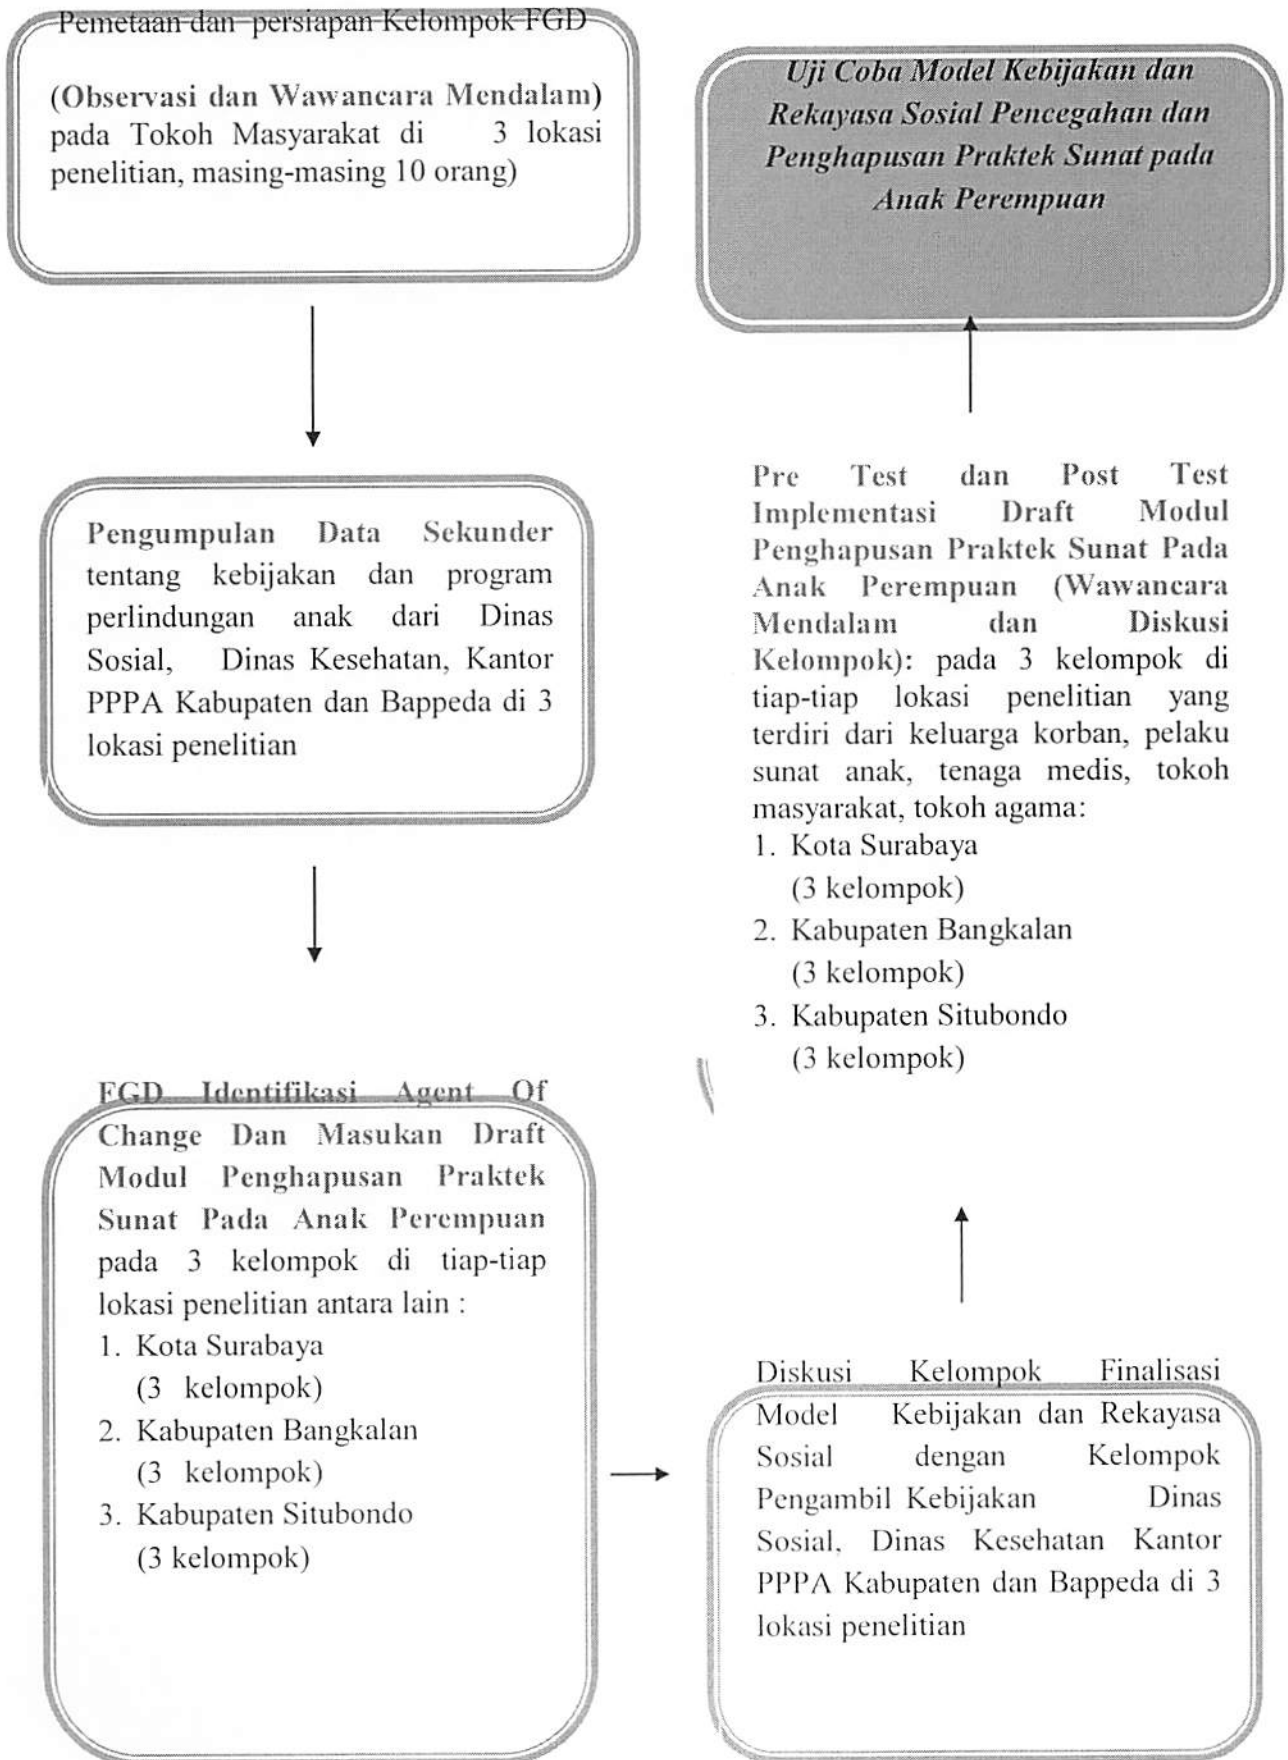 Pemetaan dan persiapan Kelompok FGD
(Observasi dan Wawancara Mendalam)
pada Tokoh Masyarakat di 3 lokasi
penelitian, masing-masing 10 orang)
Pengumpulan Data Sekunder
tentang kebijakan dan program
perlindungan anak dari Dinas
Sosial, Dinas Kesehatan, Kantor
PPPA Kabupaten dan Bappeda di 3
lokasi penelitian
FGD Identifikasi Agent Of
Change Dan Masukan Draft
Modul Penghapusan Praktek
Sunat Pada Anak Perempuan
pada 3 kelompok di tiap-tiap
lokasi penelitian antara lain :
1. Kota Surabaya
(3 kelompok)
2. Kabupaten Bangkalan
(3 kelompok)
3. Kabupaten Situbondo
(3 kelompok)
Diskusi Kelompok Finalisasi
Model Kebijakan dan Rekayasa
Sosial dengan Kelompok
Pengambil Kebijakan Dinas
Sosial, Dinas Kesehatan Kantor
PPPA Kabupaten dan Bappeda di 3
lokasi penelitian
Pre Test dan Post Test
Implementasi Draft Modul
Penghapusan Praktek Sunat Pada
Anak Perempuan (Wawancara
Mendalam dan Diskusi
Kelompok): pada 3 kelompok di
tiap-tiap lokasi penelitian yang
terdiri dari keluarga korban, pelaku
sunat anak, tenaga medis, tokoh
masyarakat, tokoh agama:
1. Kota Surabaya
(3 kelompok)
2. Kabupaten Bangkalan
(3 kelompok)
3. Kabupaten Situbondo
(3 kelompok)
Uji Coba Model Kebijakan dan
Rekayasa Sosial Pencegahan dan
Penghapusan Praktek Sunat pada
Anak Perempuan